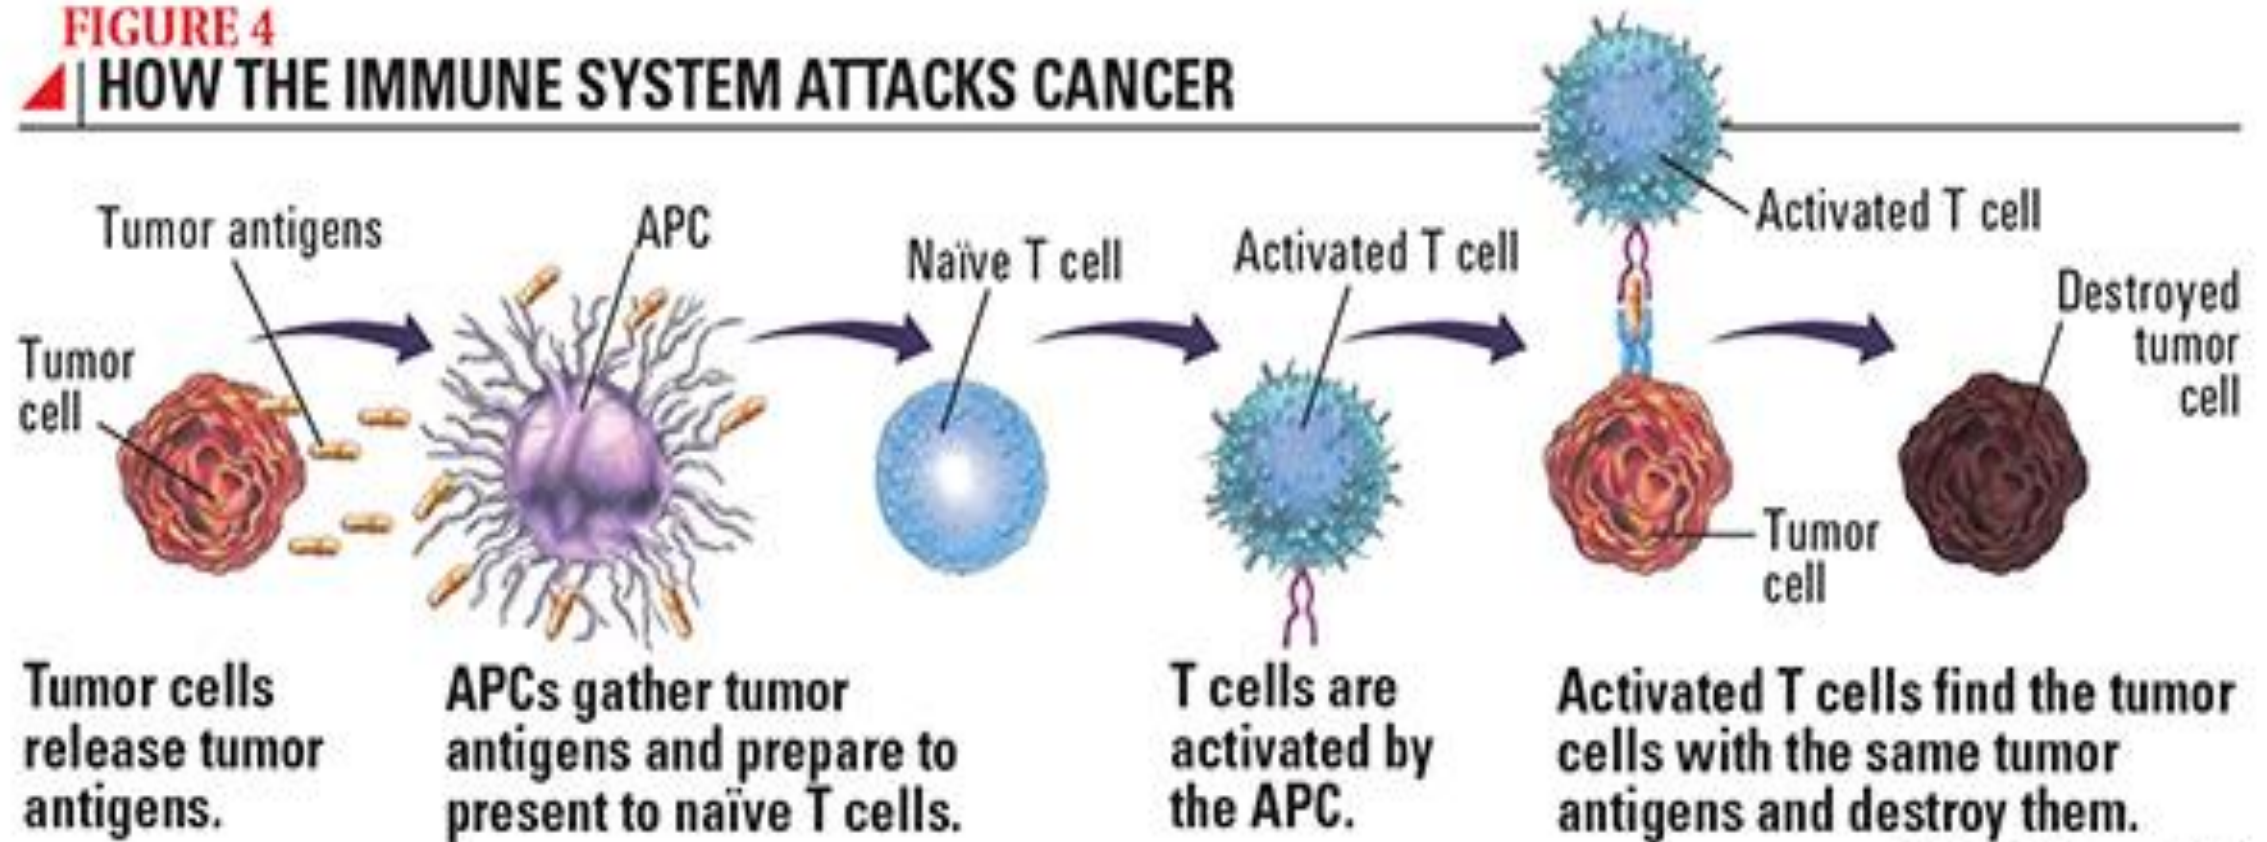 FIGURE 4
HOW THE IMMUNE SYSTEM ATTACKS CANCER
Tumor antigens
APC
Naïve T cell
Activated T cell
Activated T cell
Destroyed
tumor
cell
Tumor
cell
Tumor
cell
Tumor cells
release tumor
antigens.
APCs gather tumor
antigens and prepare to
present to naïve T cells.
T cells are
activated by
the APC.
Activated T cells find the tumor
cells with the same tumor
antigens and destroy them.